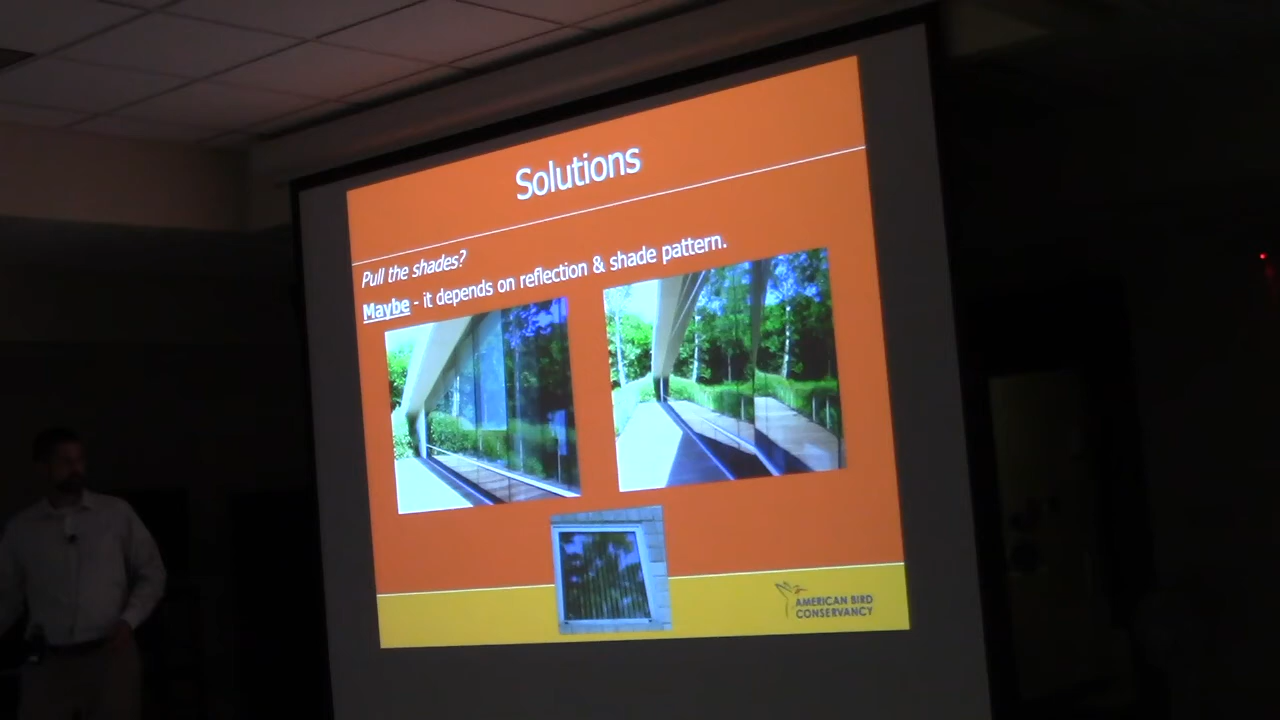 Solutions
Pull the shades?
Maybe - it depends on reflection & shade pattern.
AMERICAN BIRD
CONSERVANCY